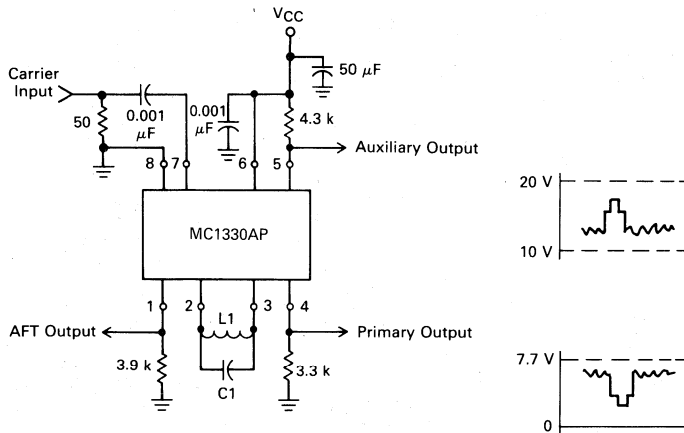 VCC
50 μF
Carrier
Input
50
0.001
μF
0.001
μF
4.3 k
Auxiliary Output
8
7
6
5
MC1330AP
1
2
3
4
L1
AFT Output
Primary Output
3.9 k
C1
3.3 k
20 V
10 V
7.7 V
0